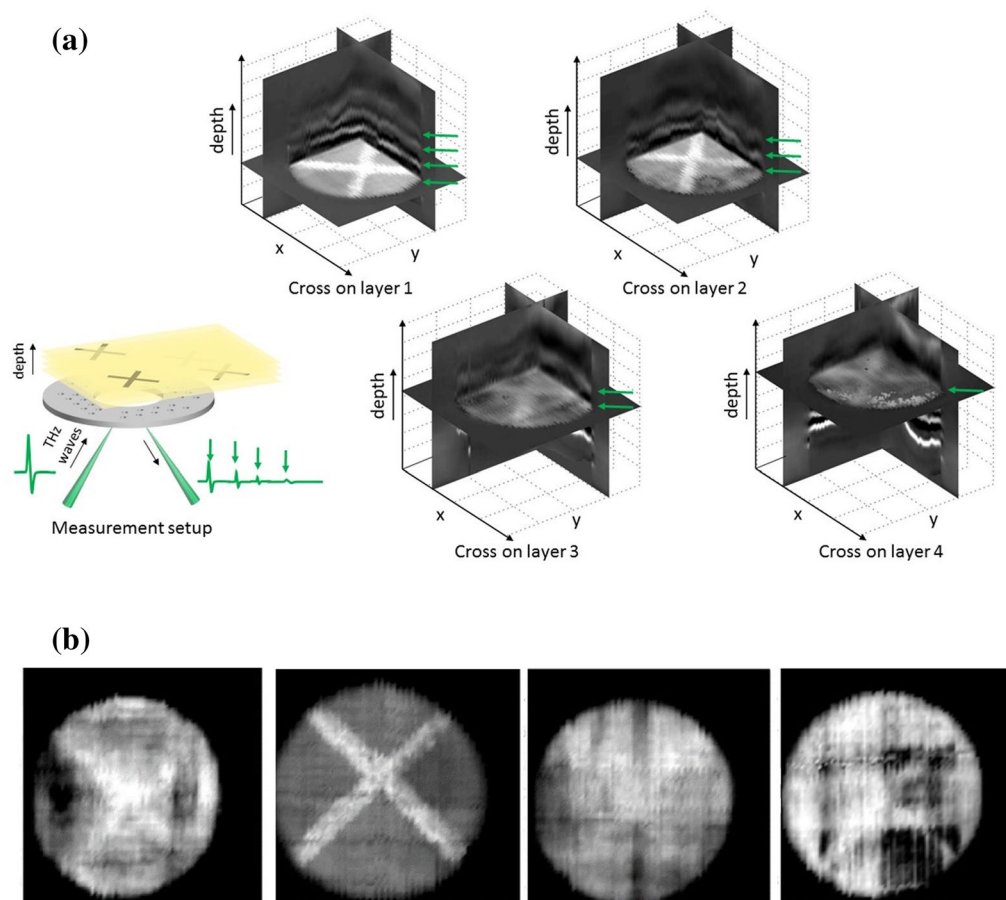 (a)
depth
x
y
Cross on layer 1
depth
x
y
Cross on layer 2
depth
THz
waves
Measurement setup
depth
x
y
Cross on layer 3
depth
x
y
Cross on layer 4
(b)